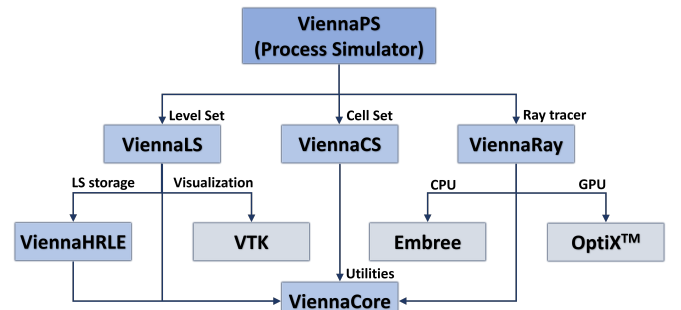 ViennaPS
(Process Simulator)
Level Set
Cell Set
Ray tracer
ViennaLS
ViennaCS
ViennaRay
LS storage
Visualization
CPU
GPU
ViennaHRLE
VTK
Embree
OptiX™
Utilities
ViennaCore